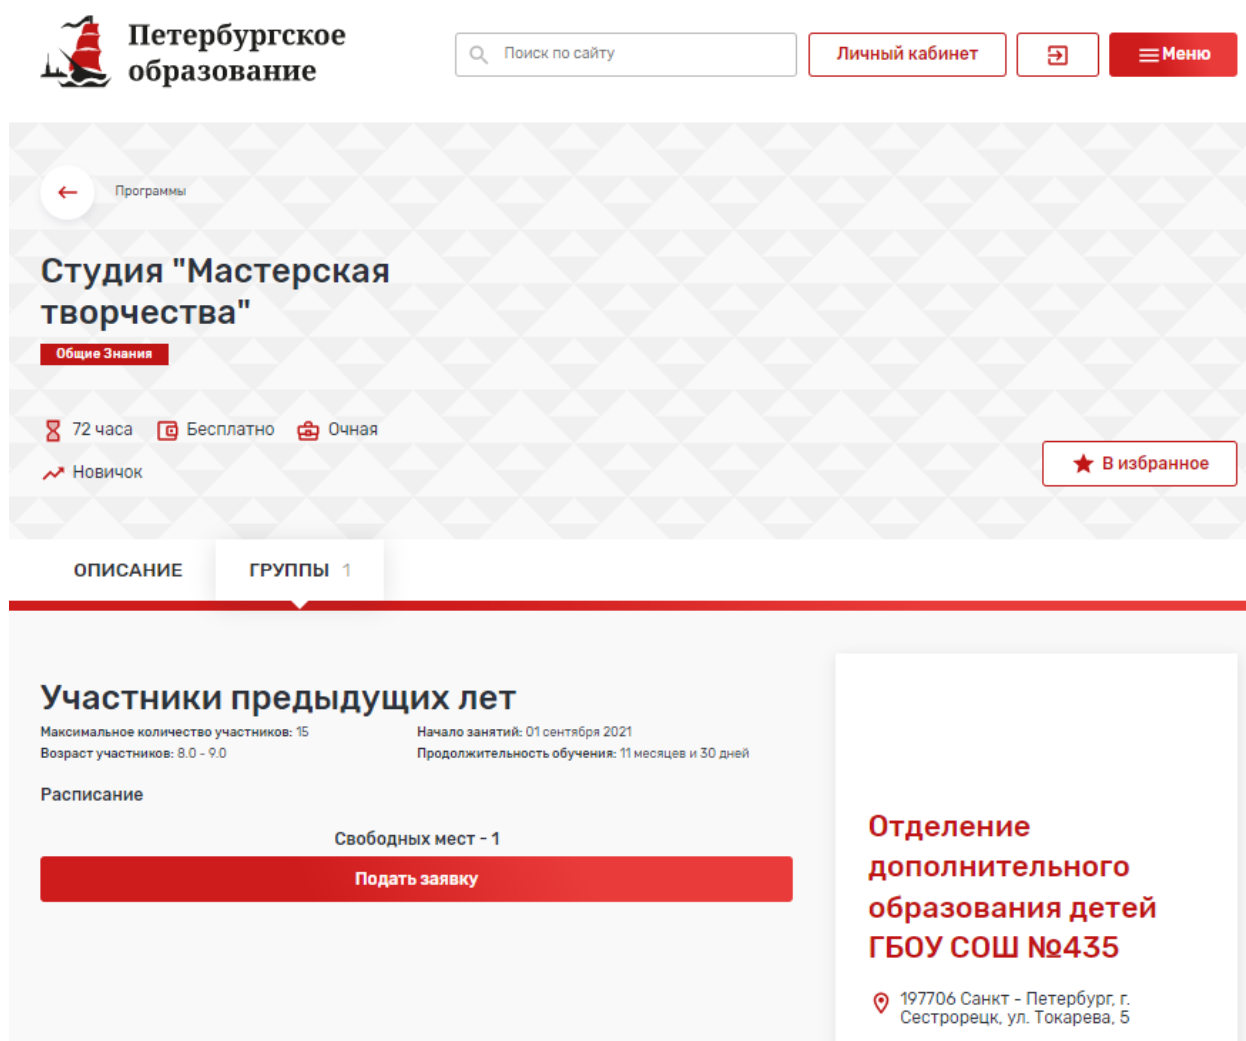 Петербургское
образование
Поиск по сайту
Личный кабинет
Меню
Программы
Студия "Мастерская
творчества"
Общие Знания
72 часа
Бесплатно
Очная
Новичок
В избранное
ОПИСАНИЕ
ГРУППЫ 1
Участники предыдущих лет
Максимальное количество участников: 15
Начало занятий: 01 сентября 2021
Возраст участников: 8.0 - 9.0
Продолжительность обучения: 11 месяцев и 30 дней
Расписание
Свободных мест - 1
Подать заявку
Отделение
дополнительного
образования детей
ГБОУ СОШ №435
197706 Санкт - Петербург, г.
Сестрорецк, ул. Токарева, 5